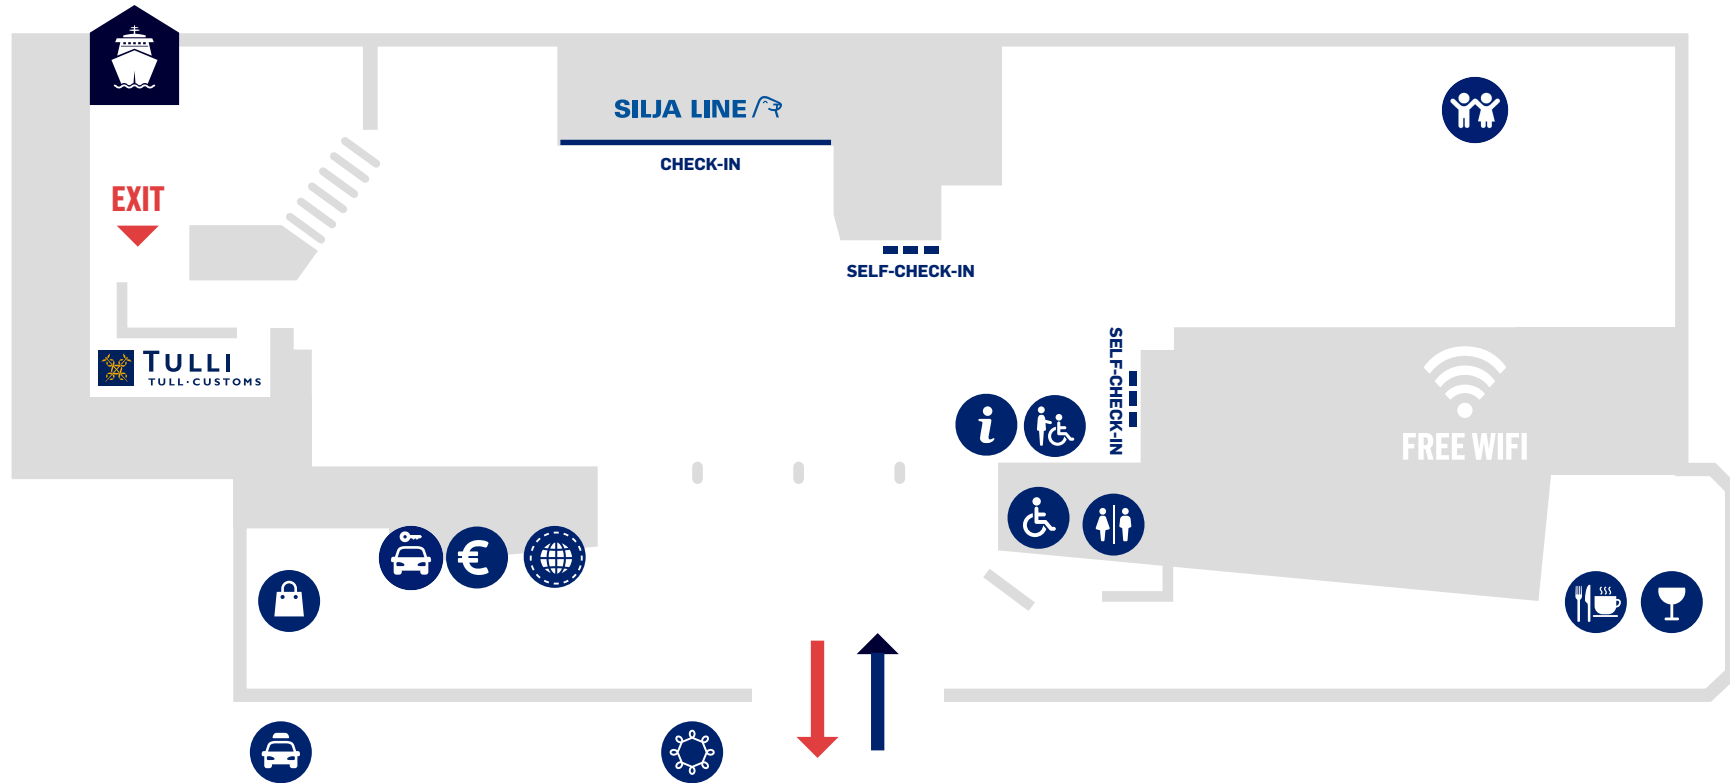 SILJA LINE
CHECK-IN
EXIT
SELF-CHECK-IN
SELF-CHECK-IN
TULLI
TULL·CUSTOMS
FREE WIFI
i
€